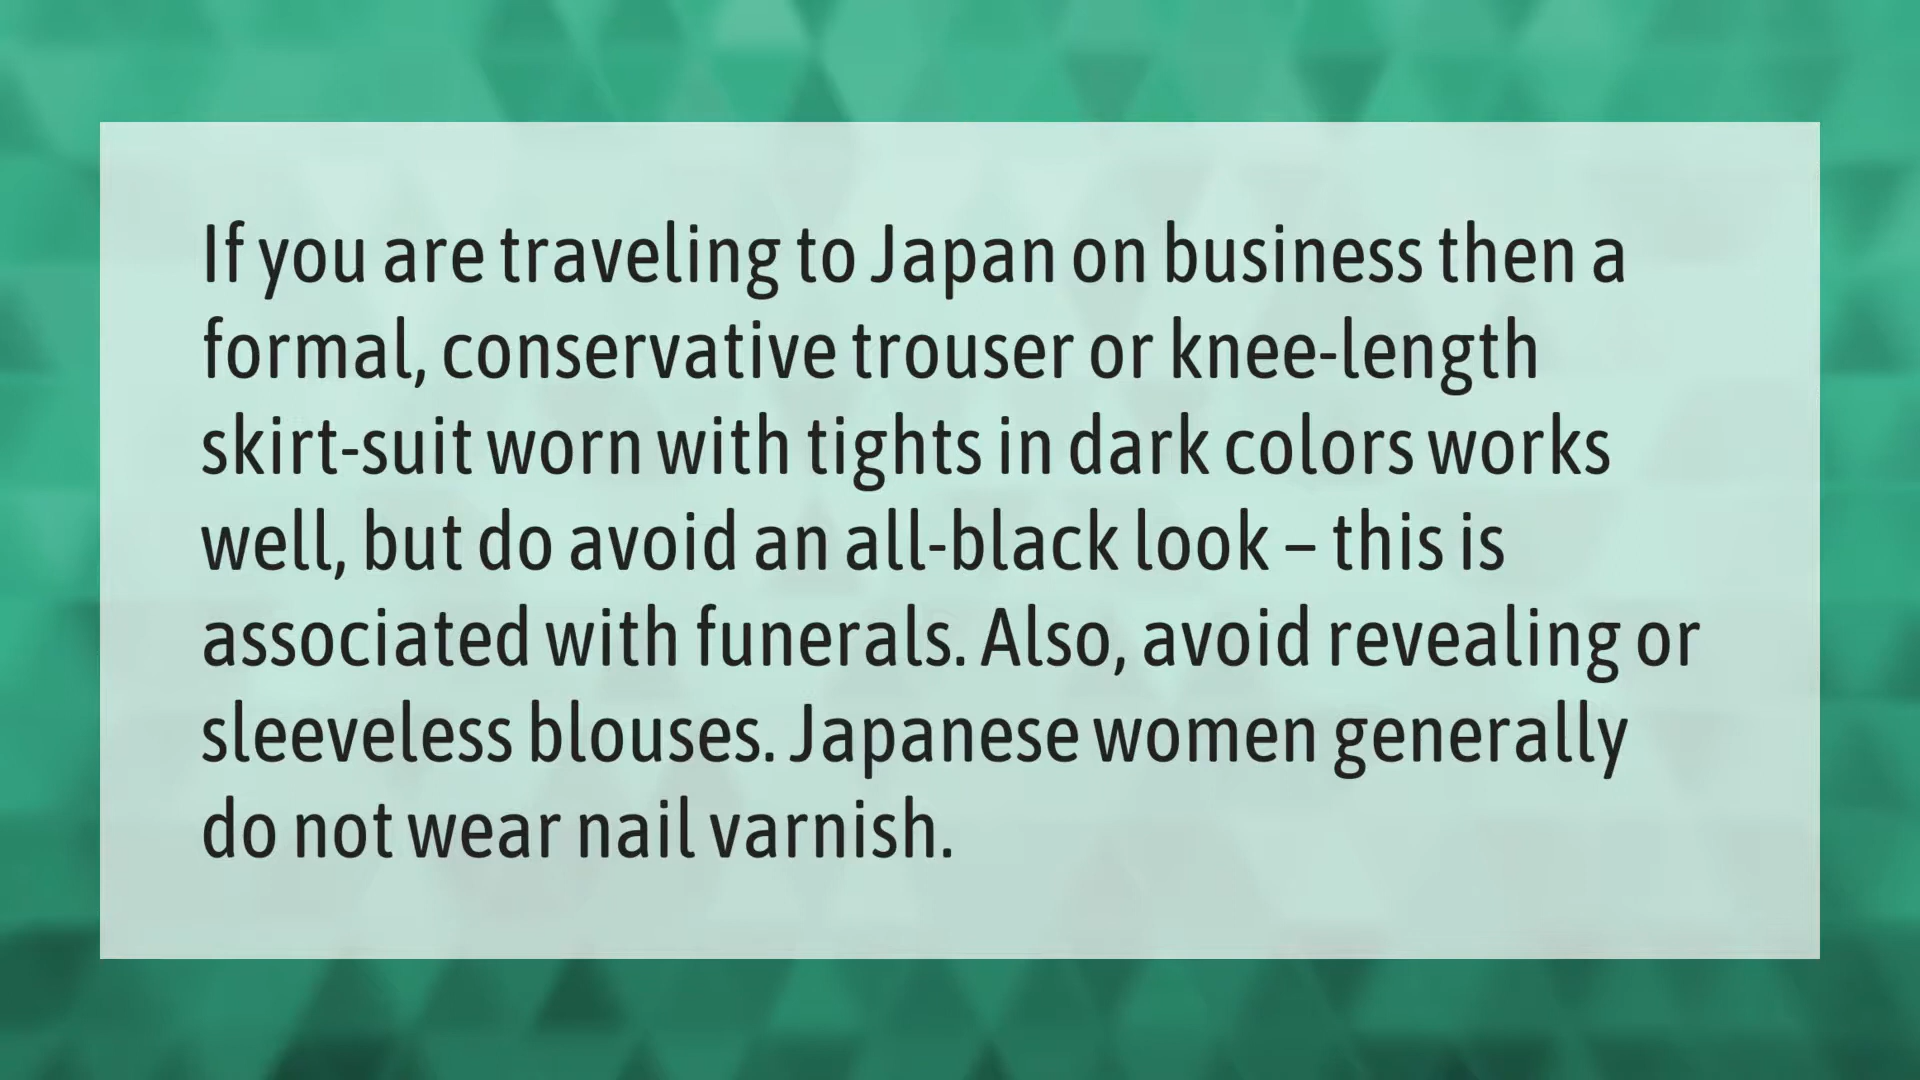 If you are traveling to Japan on business then a
formal, conservative trouser or knee-length
skirt-suit worn with tights in dark colors works
well, but do avoid an all-black look – this is
associated with funerals. Also, avoid revealing or
sleeveless blouses. Japanese women generally
do not wear nail varnish.